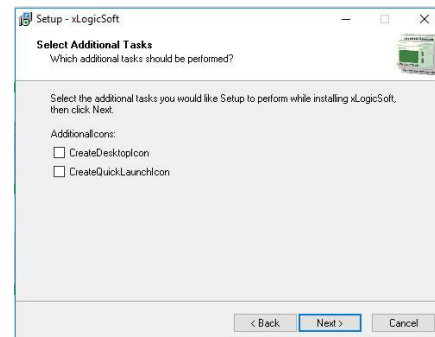 Setup - xLogicSoft
Select Additional Tasks
Which additional tasks should be performed?
Select the additional tasks you would like Setup to perform while installing xLogicSoft,
then click Next.
AdditionalIcons:
CreateDesktopIcon
CreateQuickLaunchIcon
< Back
Next >
Cancel